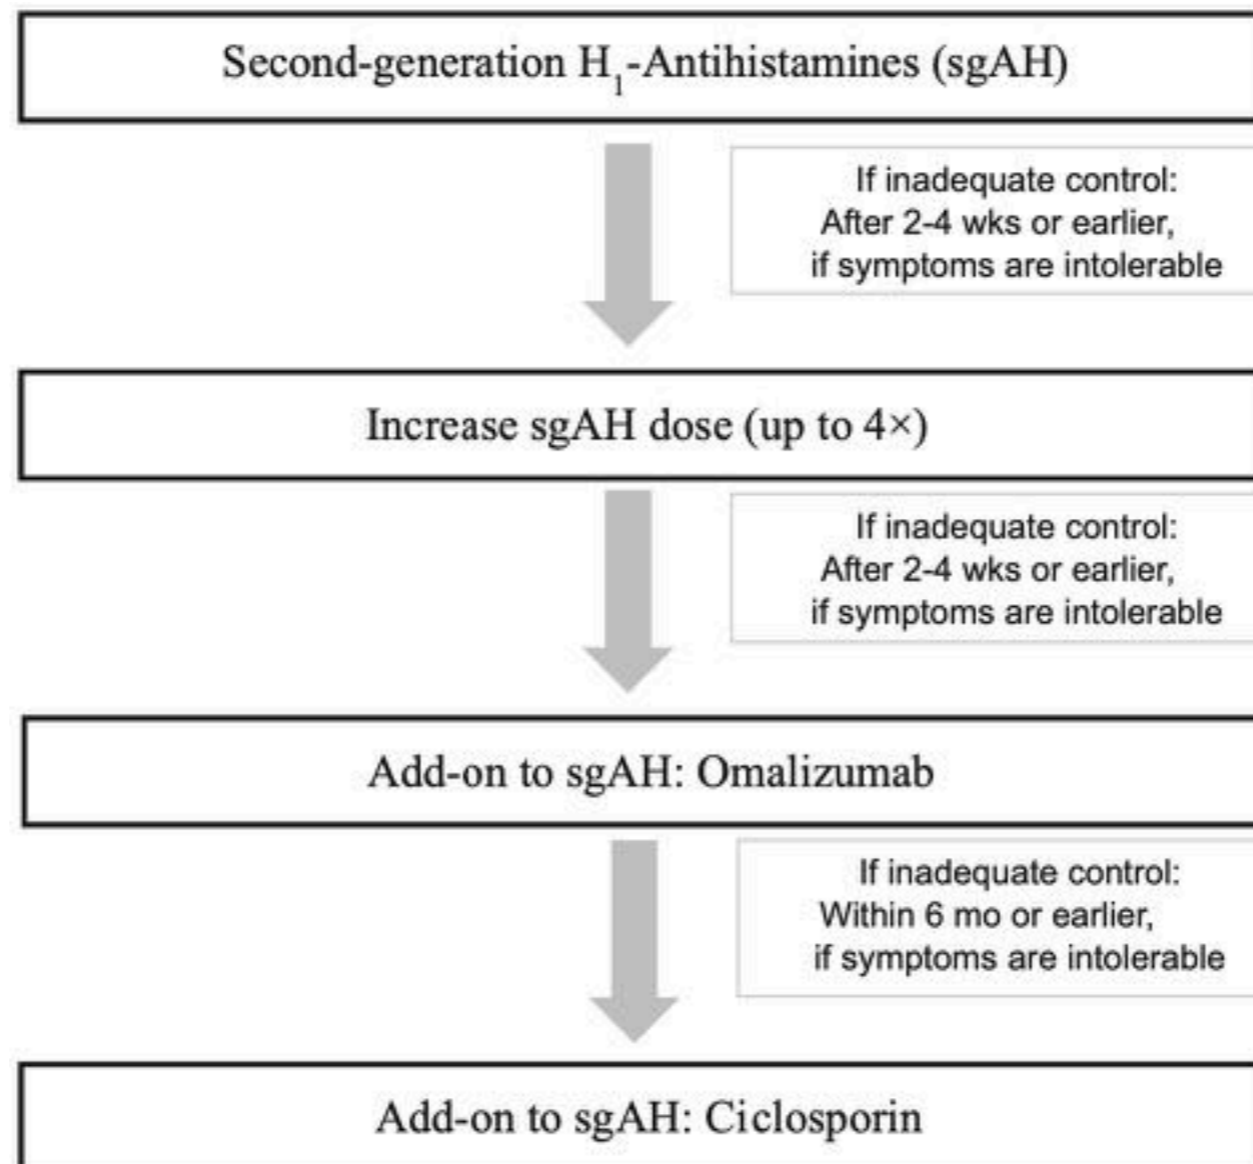 Second-generation H₁-Antihistamines (sgAH)
If inadequate control:
After 2-4 wks or earlier,
if symptoms are intolerable
Increase sgAH dose (up to 4×)
If inadequate control:
After 2-4 wks or earlier,
if symptoms are intolerable
Add-on to sgAH: Omalizumab
If inadequate control:
Within 6 mo or earlier,
if symptoms are intolerable
Add-on to sgAH: Ciclosporin